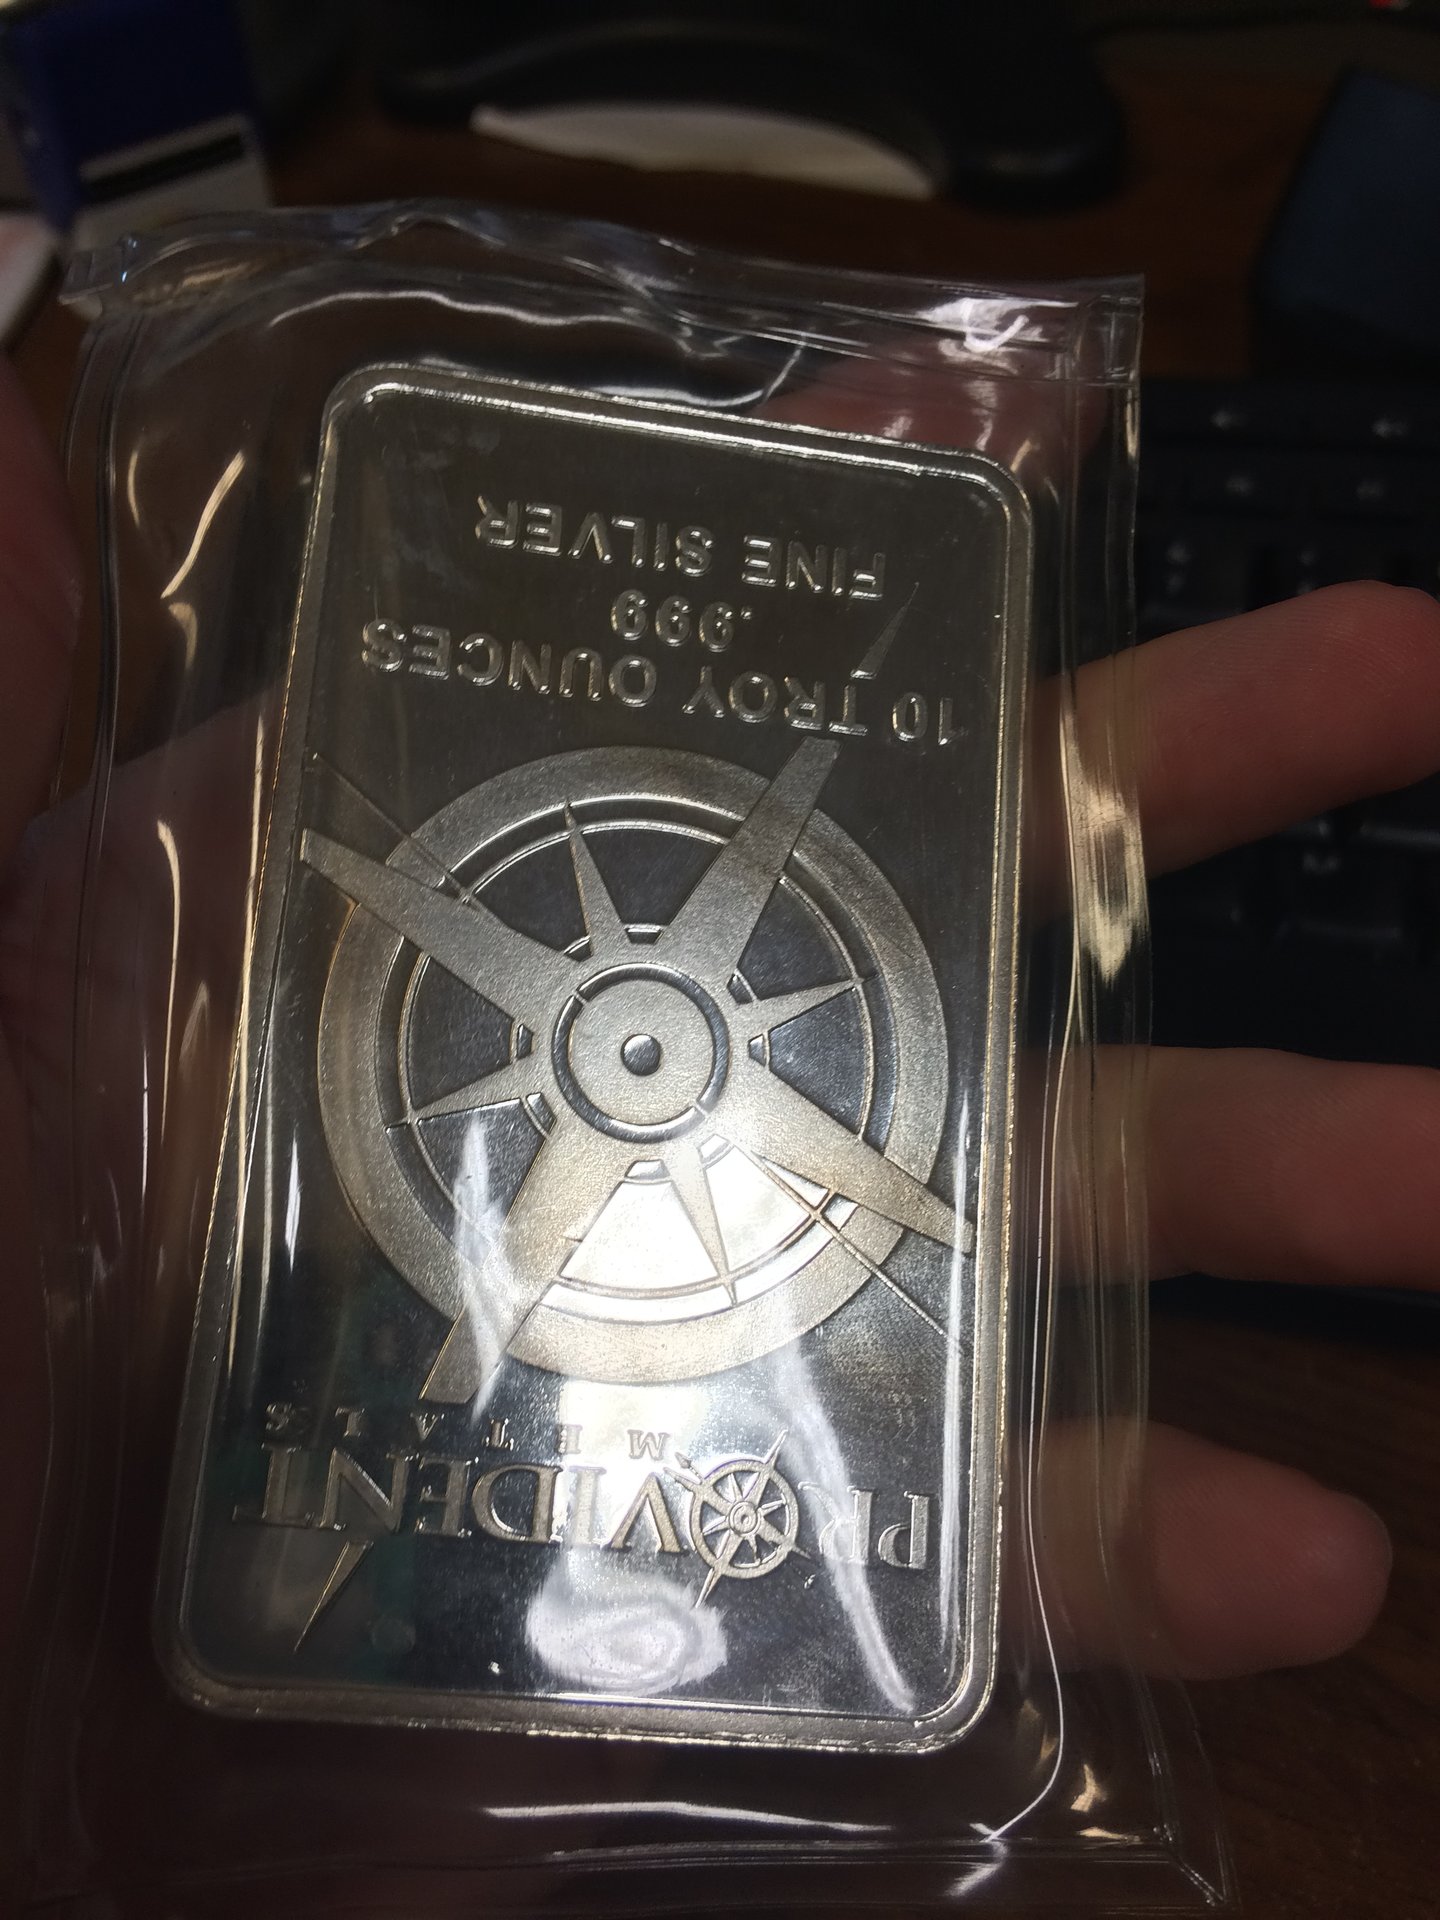 PROVIDENT
METALS
10 TROY OUNCES
.999
FINE SILVER